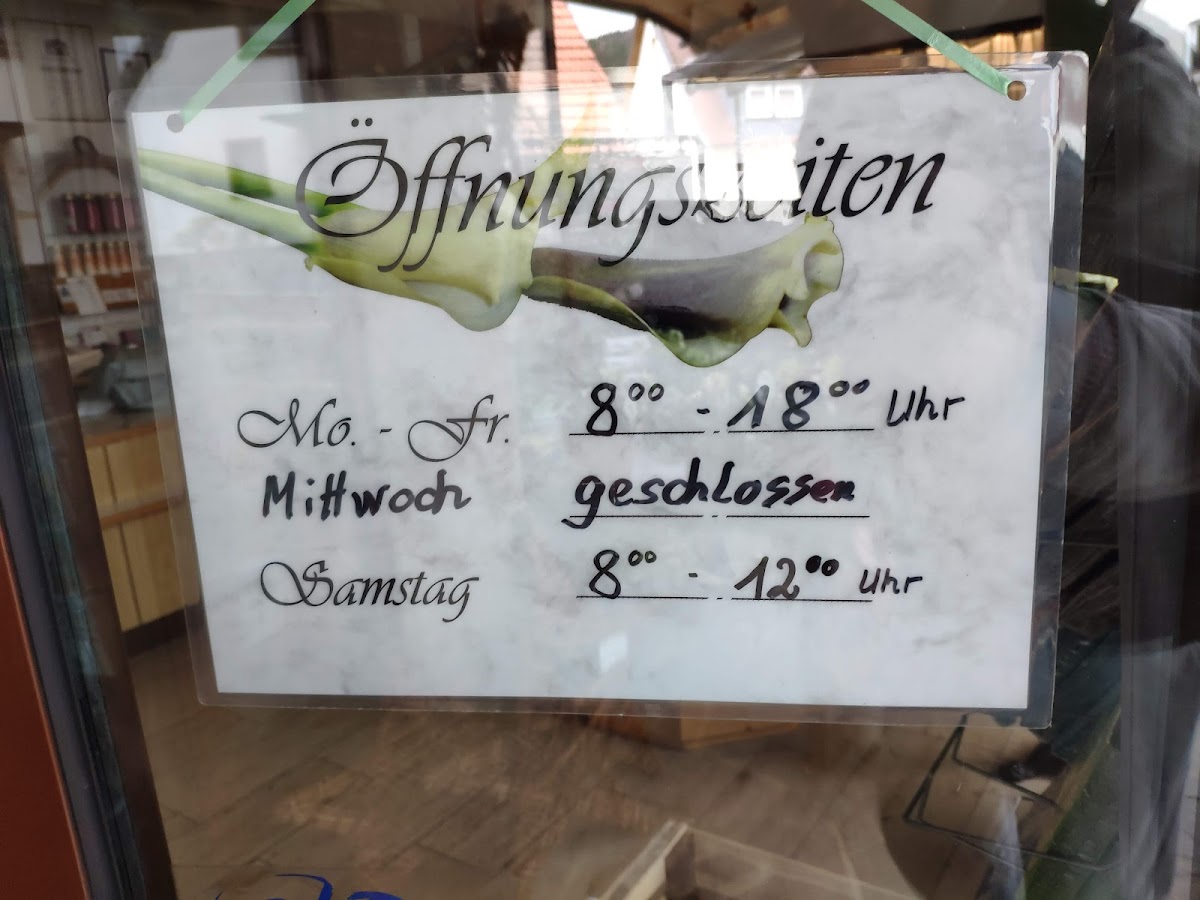 Öffnungszeiten
Mo. - Fr. 8⁰⁰ - 18⁰⁰ Uhr
Mittwoch geschlossen
Samstag 8⁰⁰ - 12⁰⁰ Uhr